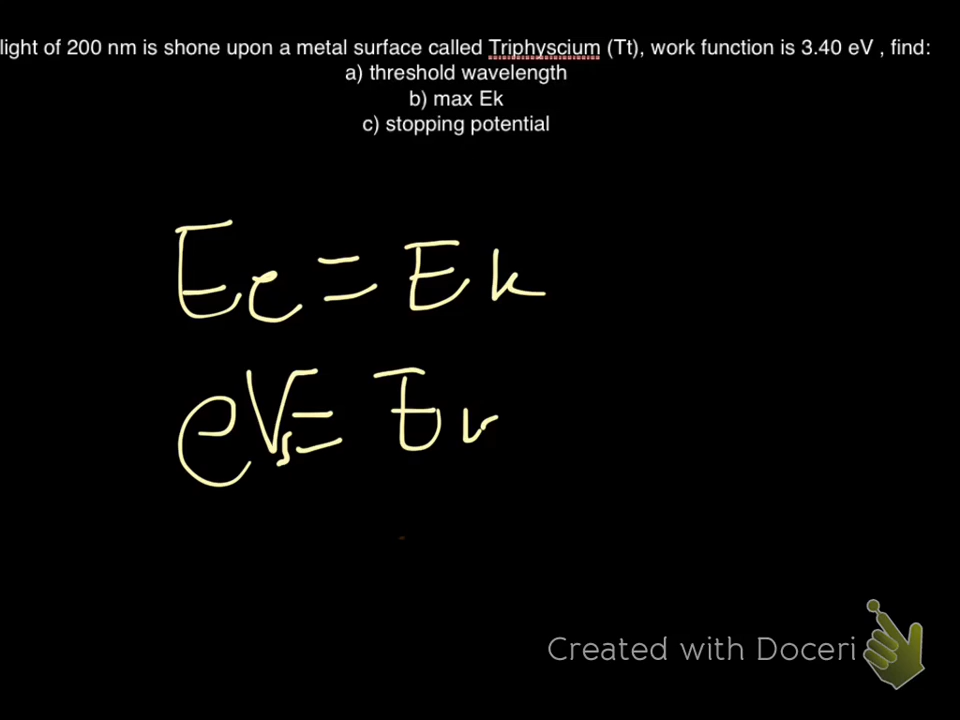 light of 200 nm is shone upon a metal surface called Triphyscium (Tt), work function is 3.40 eV , find:
a) threshold wavelength
b) max Ek
c) stopping potential
Ee = Ek
eVs = Ek
Created with Doceri